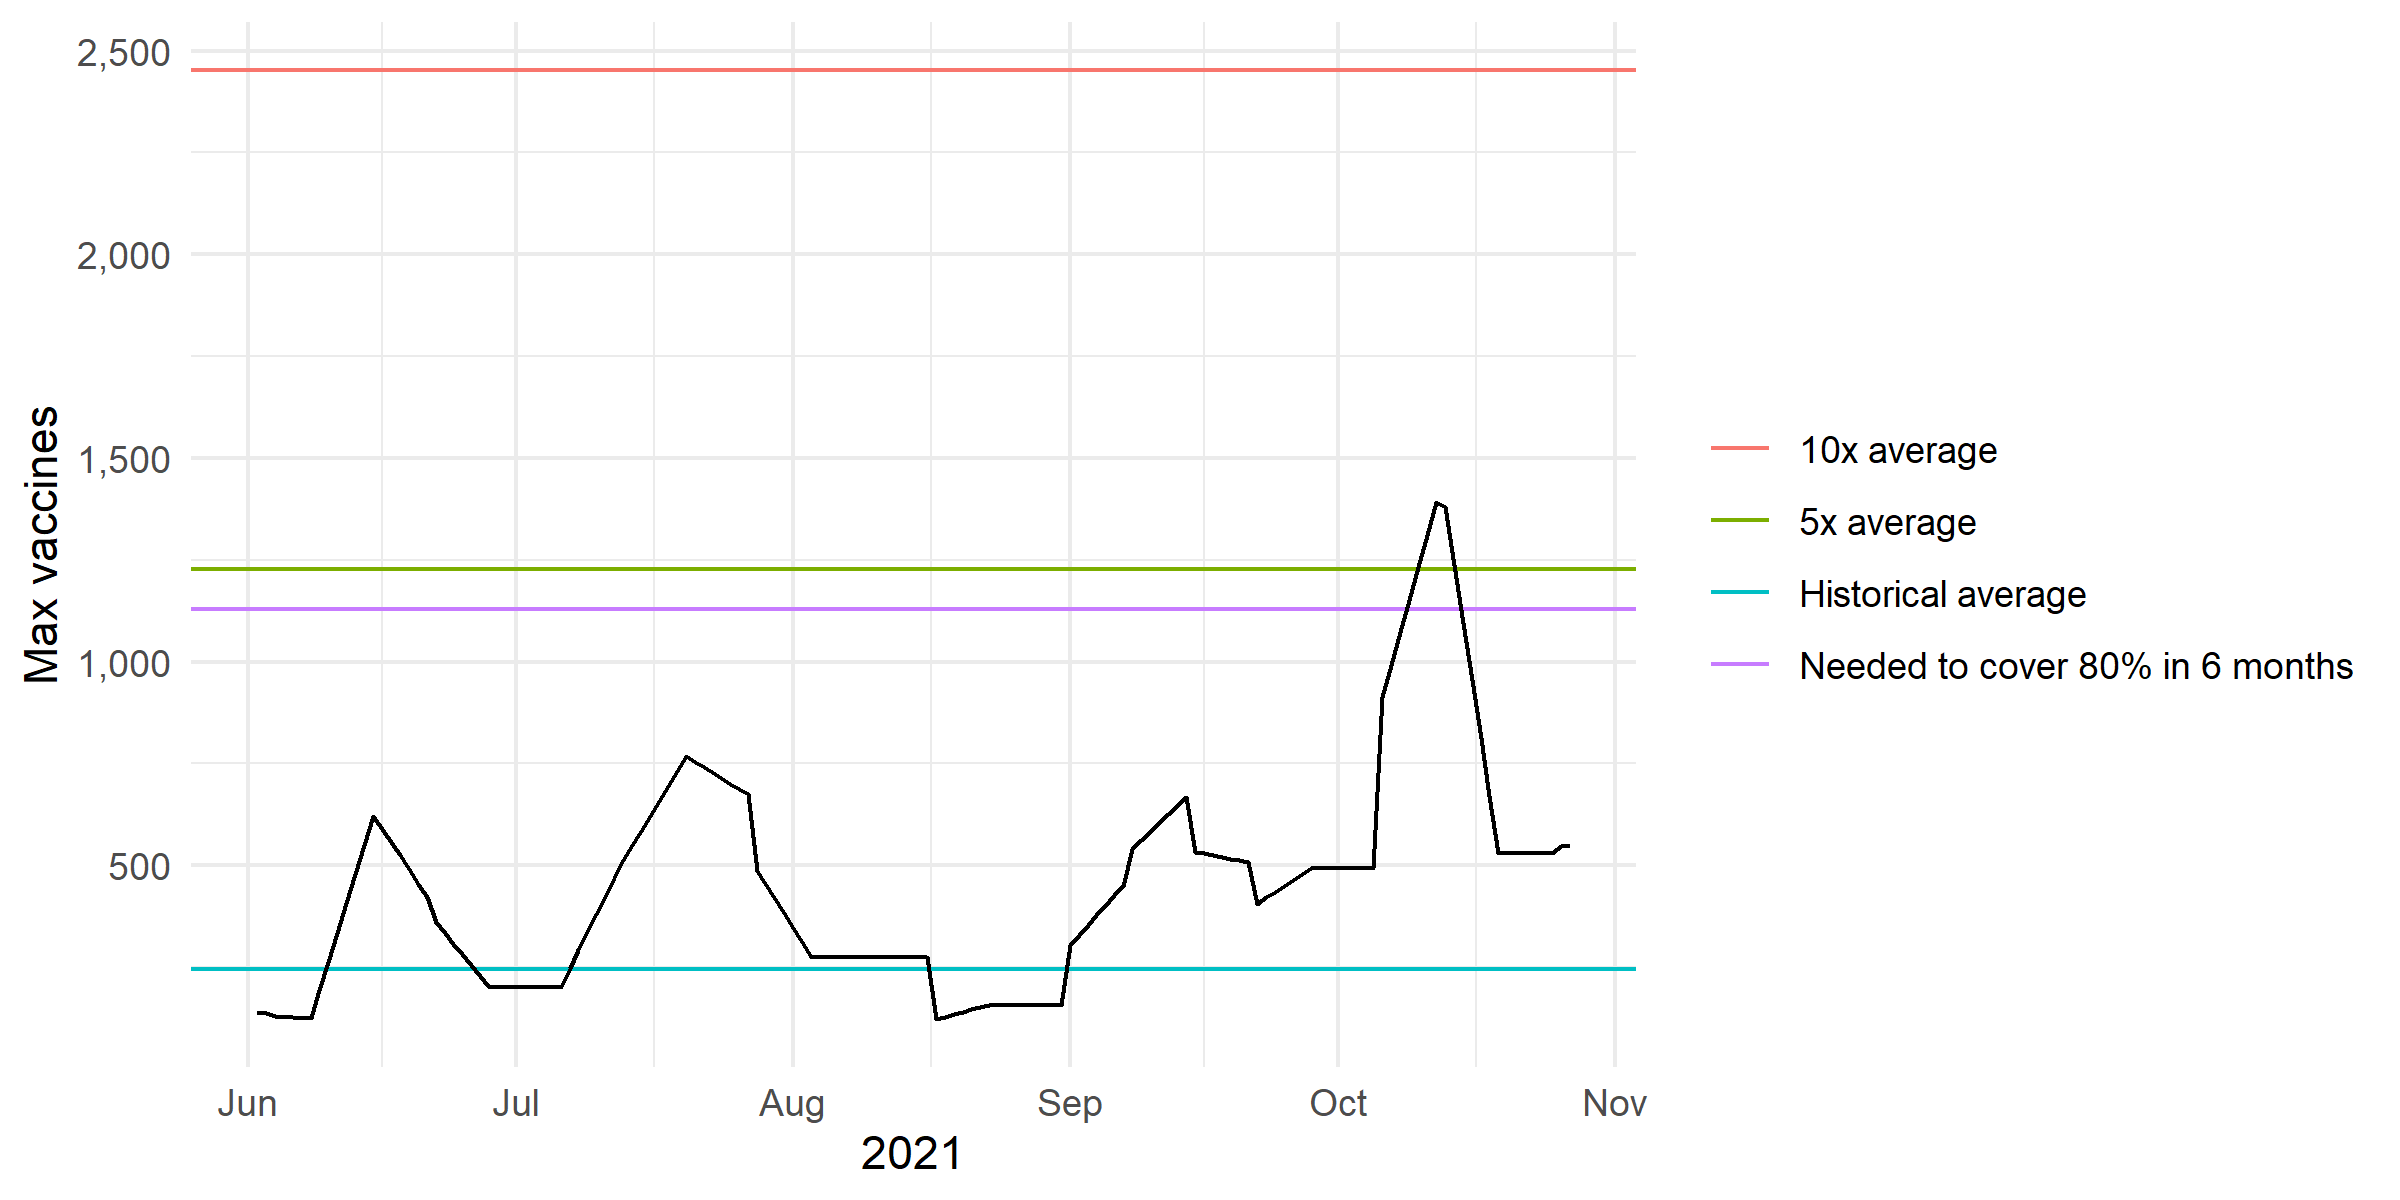 2,500
2,000
1,500
1,000
500
Max vaccines
Jun Jul Aug Sep Oct Nov
2021
10x average
5x average
Historical average
Needed to cover 80% in 6 months